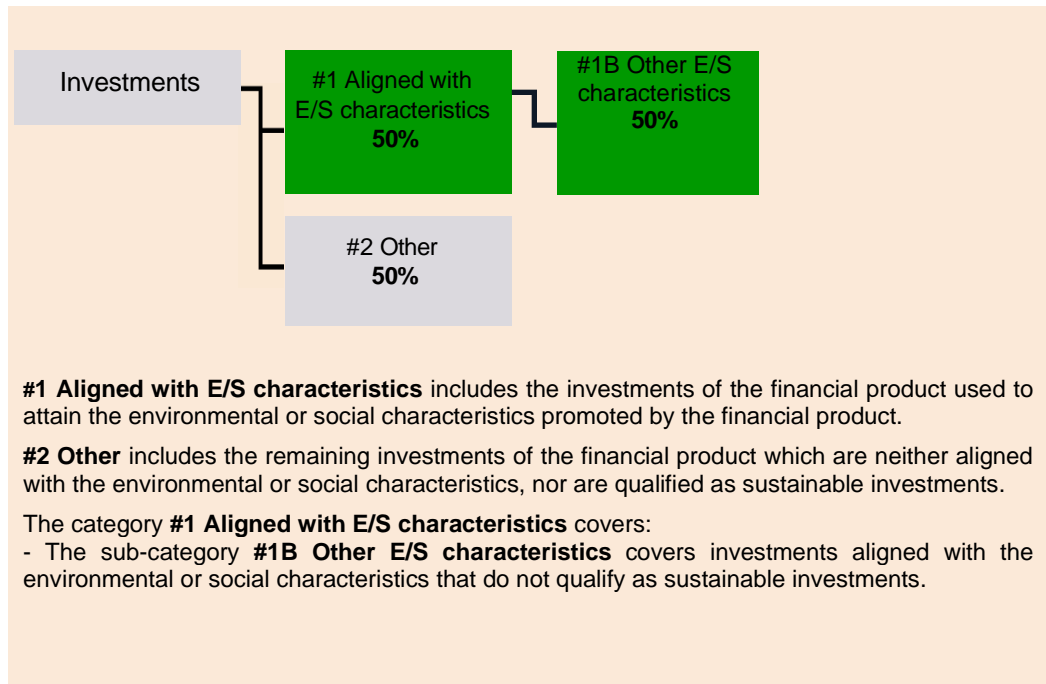 Investments
#1 Aligned with
E/S characteristics
50%
#1B Other E/S
characteristics
50%
#2 Other
50%
#1 Aligned with E/S characteristics includes the investments of the financial product used to
attain the environmental or social characteristics promoted by the financial product.
#2 Other includes the remaining investments of the financial product which are neither aligned
with the environmental or social characteristics, nor are qualified as sustainable investments.
The category #1 Aligned with E/S characteristics covers:
- The sub-category #1B Other E/S characteristics covers investments aligned with the
environmental or social characteristics that do not qualify as sustainable investments.